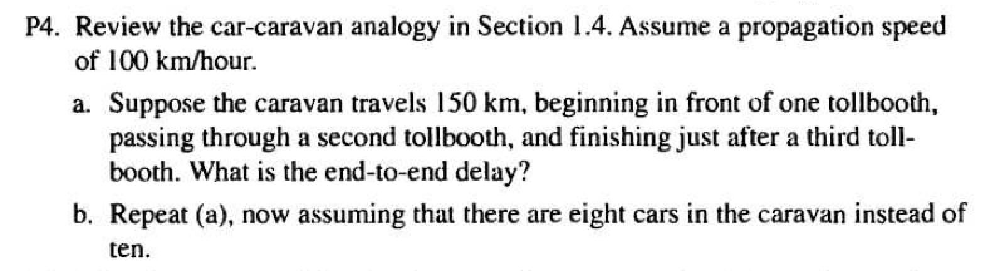 P4. Review the car-caravan analogy in Section 1.4. Assume a propagation speed
of 100 km/hour.
a. Suppose the caravan travels 150 km, beginning in front of one tollbooth,
passing through a second tollbooth, and finishing just after a third toll-
booth. What is the end-to-end delay?
b. Repeat (a), now assuming that there are eight cars in the caravan instead of
ten.